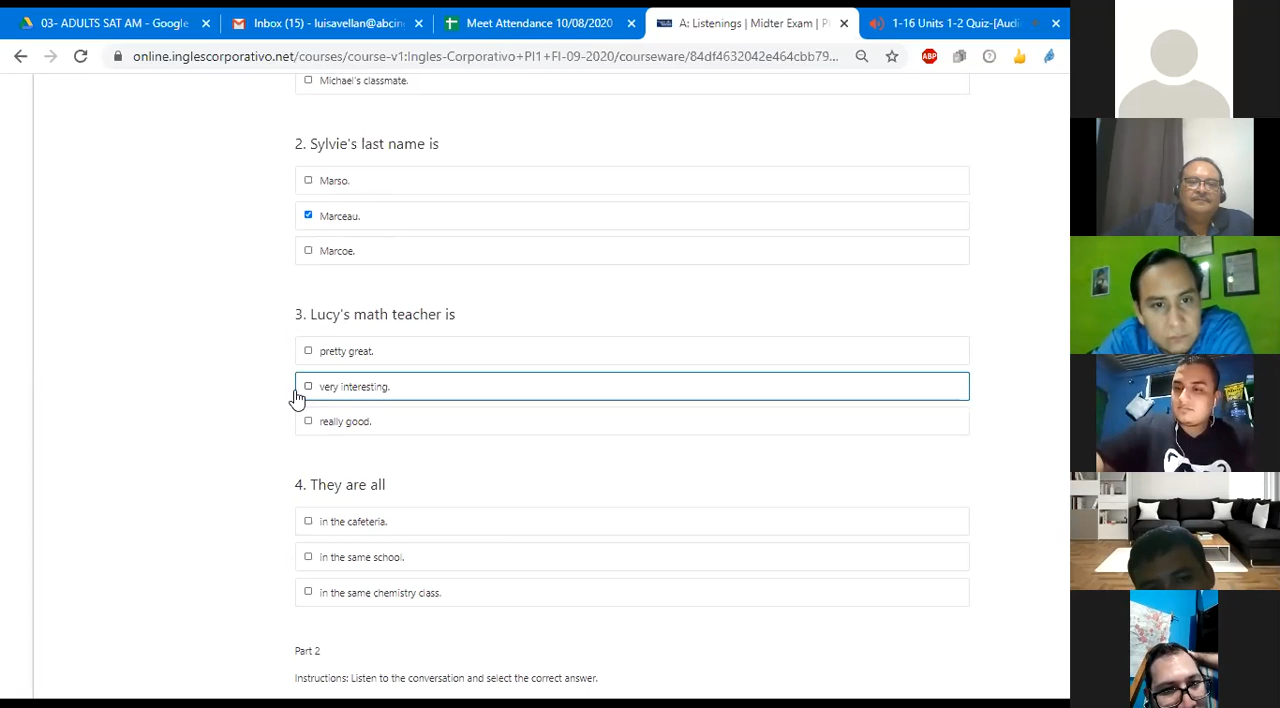 03- ADULTS SAT AM - Google
Inbox (15) - luisavellan@abcing
Meet Attendance 10/08/2020
A: Listenings | Midter Exam | PI
1-16 Units 1-2 Quiz-[Audi
online.inglescorporativo.net/courses/course-v1:Ingles-Corporativo+PI1+FI-09-2020/courseware/84df4632042e464cbb79...
ABP
Michael's classmate.
2. Sylvie's last name is
Marso.
Marceau.
Marcoe.
3. Lucy's math teacher is
pretty great.
very interesting.
really good.
4. They are all
in the cafeteria.
in the same school.
in the same chemistry class.
Part 2
Instructions: Listen to the conversation and select the correct answer.